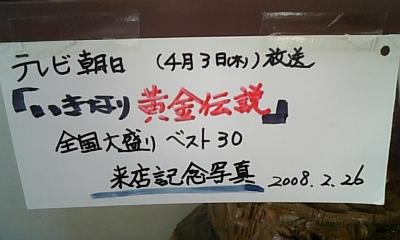 テレビ朝日 (4月3日(木)) 放送
『いきなり黄金伝説』
全国大盛り ベスト30
来店記念写真 2008.2.26